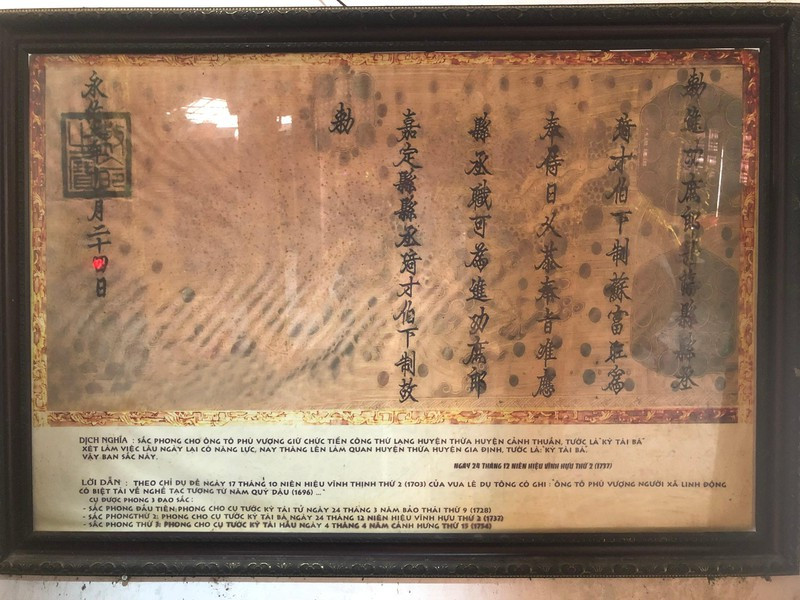 勅進功庶郎縣縣丞
琦才伯下制蘇富旺為
奉侍日久恭奉旨准應
縣丞職可為進功庶郎
嘉定縣縣丞琦才伯下制故
勅
永佑月二十四日
DỊCH NGHĨA : SẮC PHONG CHO ÔNG TÔ PHÚ VƯỢNG GIỮ CHỨC TIẾN CÔNG THỨ LANG HUYỆN THỪA HUYỆN CẢNH THUẦN, TƯỚC LÀ "KỲ TÀI BÁ"
XÉT LÀM VIỆC LÂU NGÀY LẠI CÓ NĂNG LỰC, NAY THĂNG LÊN LÀM QUAN HUYỆN THỪA HUYỆN GIA ĐỊNH, TƯỚC LÀ: "KỲ TÀI BÁ".
VẬY BAN SẮC NÀY.
NGÀY 24 THÁNG 12 NIÊN HIỆU VĨNH HỰU THỨ 2 (1737)
LỜI DẪN : THEO CHỈ DỤ ĐỀ NGÀY 17 THÁNG 10 NIÊN HIỆU VĨNH THỊNH THỨ 2 (1703) CỦA VUA LÊ DỤ TÔNG CÓ GHI : "ÔNG TÔ PHÚ VƯỢNG NGƯỜI XÃ LINH ĐỘNG
CÓ BIỆT TÀI VỀ NGHỀ TẠC TƯỢNG TỪ NĂM QUÝ DẬU (1696) ..."
CỤ ĐƯỢC PHONG 3 ĐẠO SẮC :
- SẮC PHONG ĐẦU TIÊN: PHONG CHO CỤ TƯỚC KỲ TÀI TỬ NGÀY 24 THÁNG 3 NĂM BẢO THÁI THỨ 9 (1728)
- SẮC PHONG THỨ 2: PHONG CHO CỤ TƯỚC KỲ TÀI BÁ NGÀY 24 THÁNG 12 NIÊN HIỆU VĨNH HỰU THỨ 2 (1737)
- SẮC PHONG THỨ 3: PHONG CHO CỤ TƯỚC KỲ TÀI HẦU NGÀY 4 THÁNG 4 NĂM CẢNH HƯNG THỨ 15 (1754)